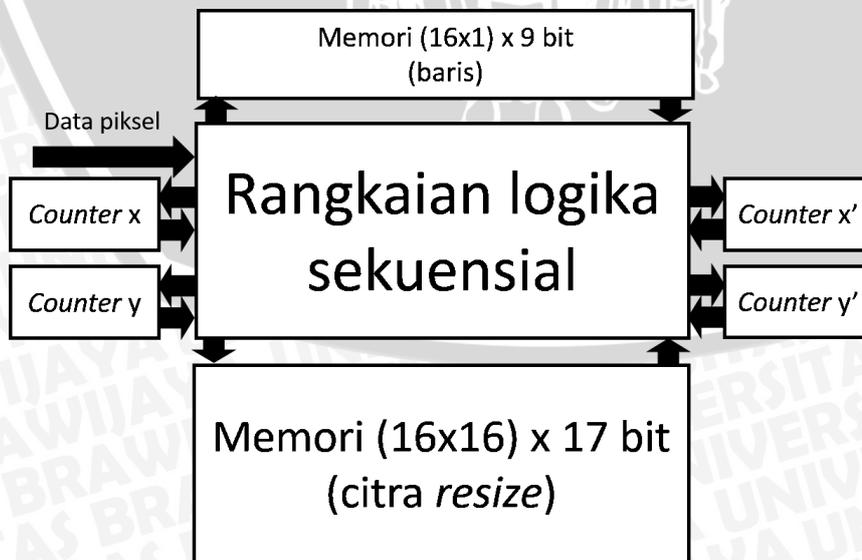 Memori (16x1) x 9 bit
(baris)
Data piksel
Rangkaian logika
sekuensial
Counter x
Counter x'
Counter y
Counter y'
Memori (16x16) x 17 bit
(citra resize)